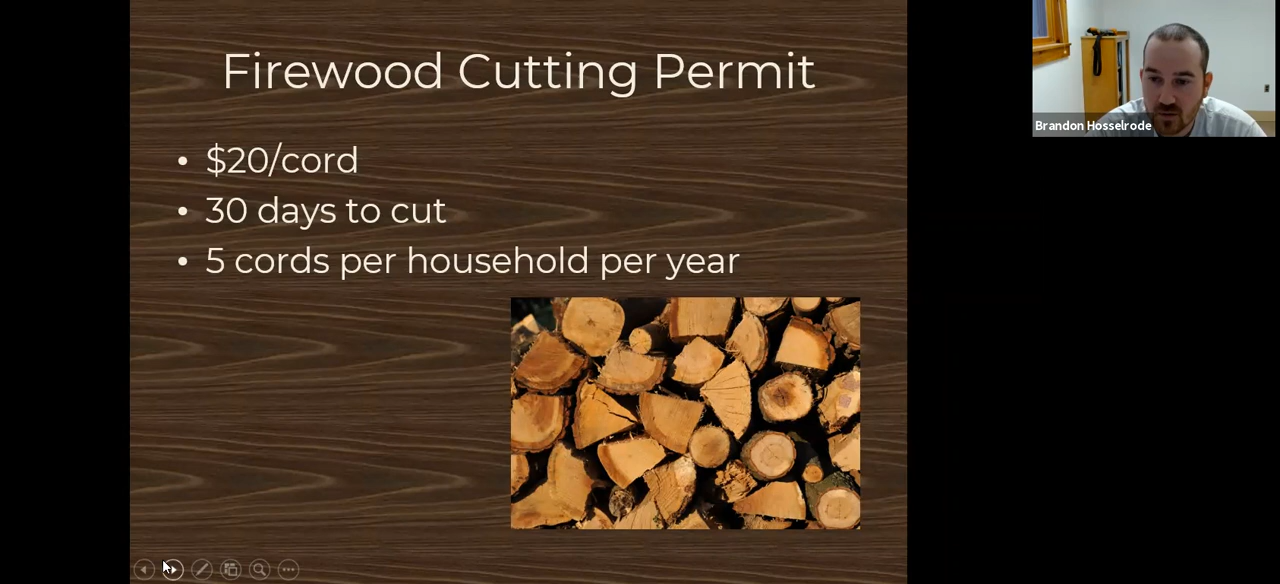 Firewood Cutting Permit
• $20/cord
• 30 days to cut
• 5 cords per household per year
Brandon Hosselrode